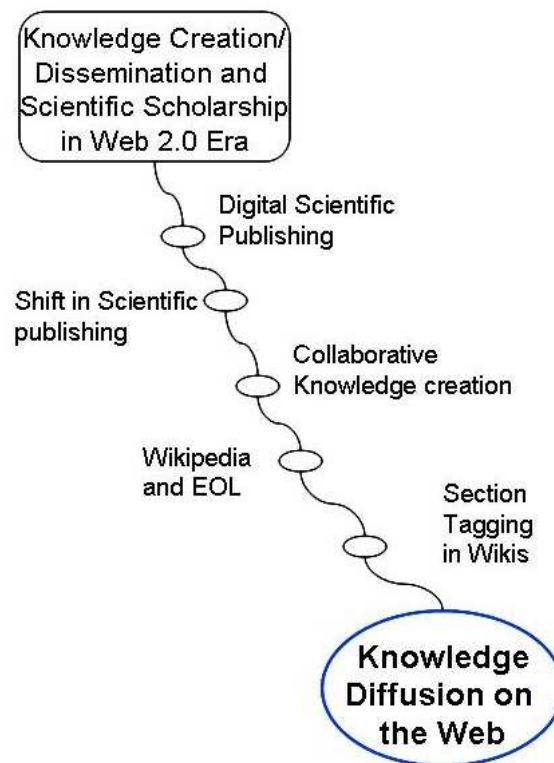 Knowledge Creation/
Dissemination and
Scientific Scholarship
in Web 2.0 Era
Digital Scientific
Publishing
Shift in Scientific
publishing
Collaborative
Knowledge creation
Wikipedia
and EOL
Section
Tagging
in Wikis
Knowledge
Diffusion on
the Web